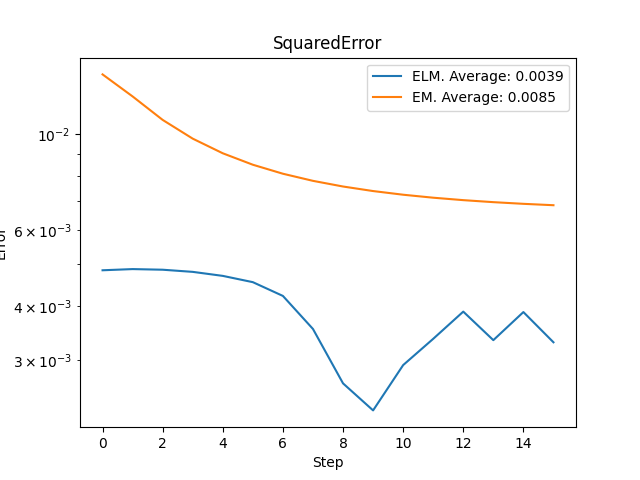 SquaredError
ELM. Average: 0.0039
EM. Average: 0.0085
10⁻²
6 × 10⁻³
4 × 10⁻³
3 × 10⁻³
Error
0 2 4 6 8 10 12 14
Step